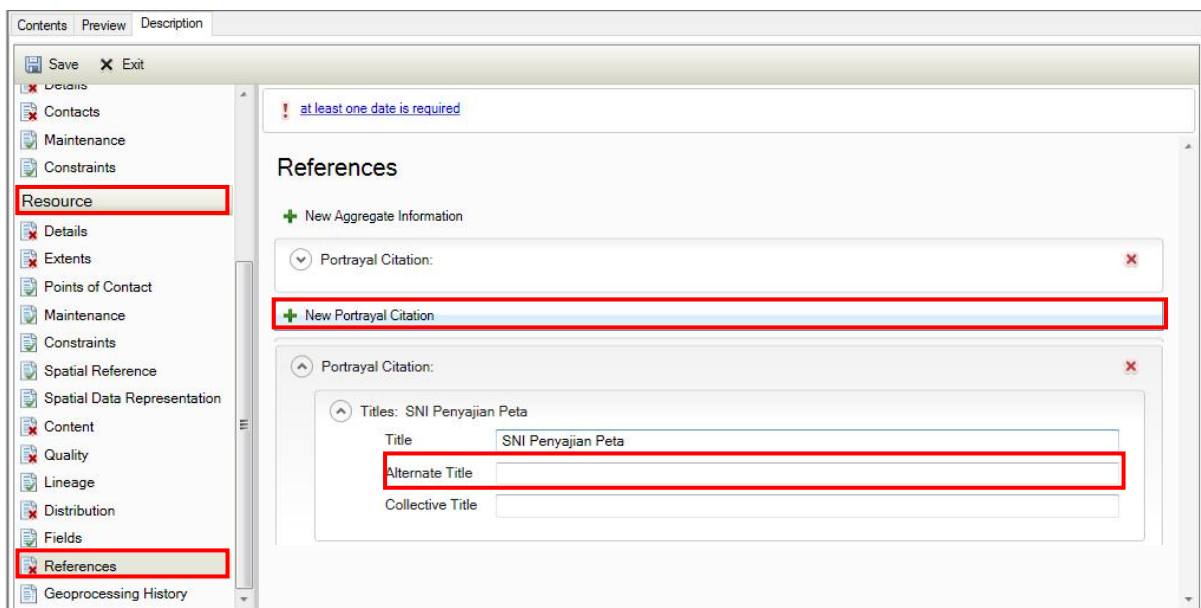 Contents Preview Description
Save Exit
Details
Contacts
Maintenance
Constraints
Resource
Details
Extents
Points of Contact
Maintenance
Constraints
Spatial Reference
Spatial Data Representation
Content
Quality
Lineage
Distribution
Fields
References
Geoprocessing History
at least one date is required
References
New Aggregate Information
Portrayal Citation:
New Portrayal Citation
Portrayal Citation:
Titles: SNI Penyajian Peta
Title SNI Penyajian Peta
Alternate Title
Collective Title